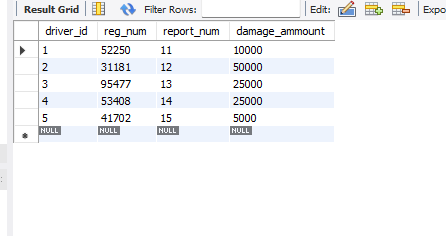 Result Grid Filter Rows: Edit: Expo
driver_id reg_num report_num damage_ammount
1 52250 11 10000
2 31181 12 50000
3 95477 13 25000
4 53408 14 25000
5 41702 15 5000
NULL NULL NULL NULL